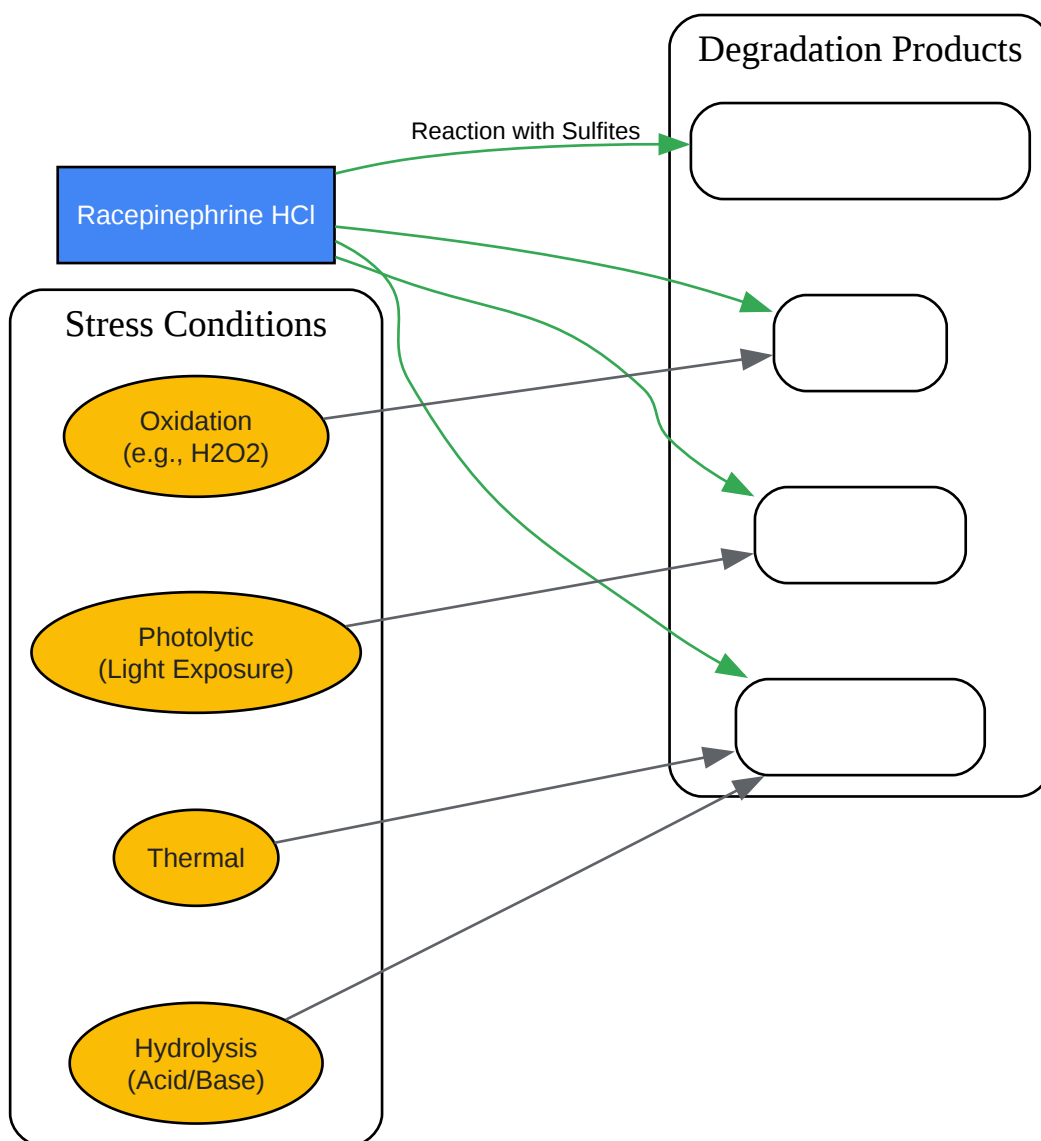 Degradation Products
Reaction with Sulfites
Racepinephrine HCl
Stress Conditions
Oxidation
(e.g., H2O2)
Photolytic
(Light Exposure)
Thermal
Hydrolysis
(Acid/Base)